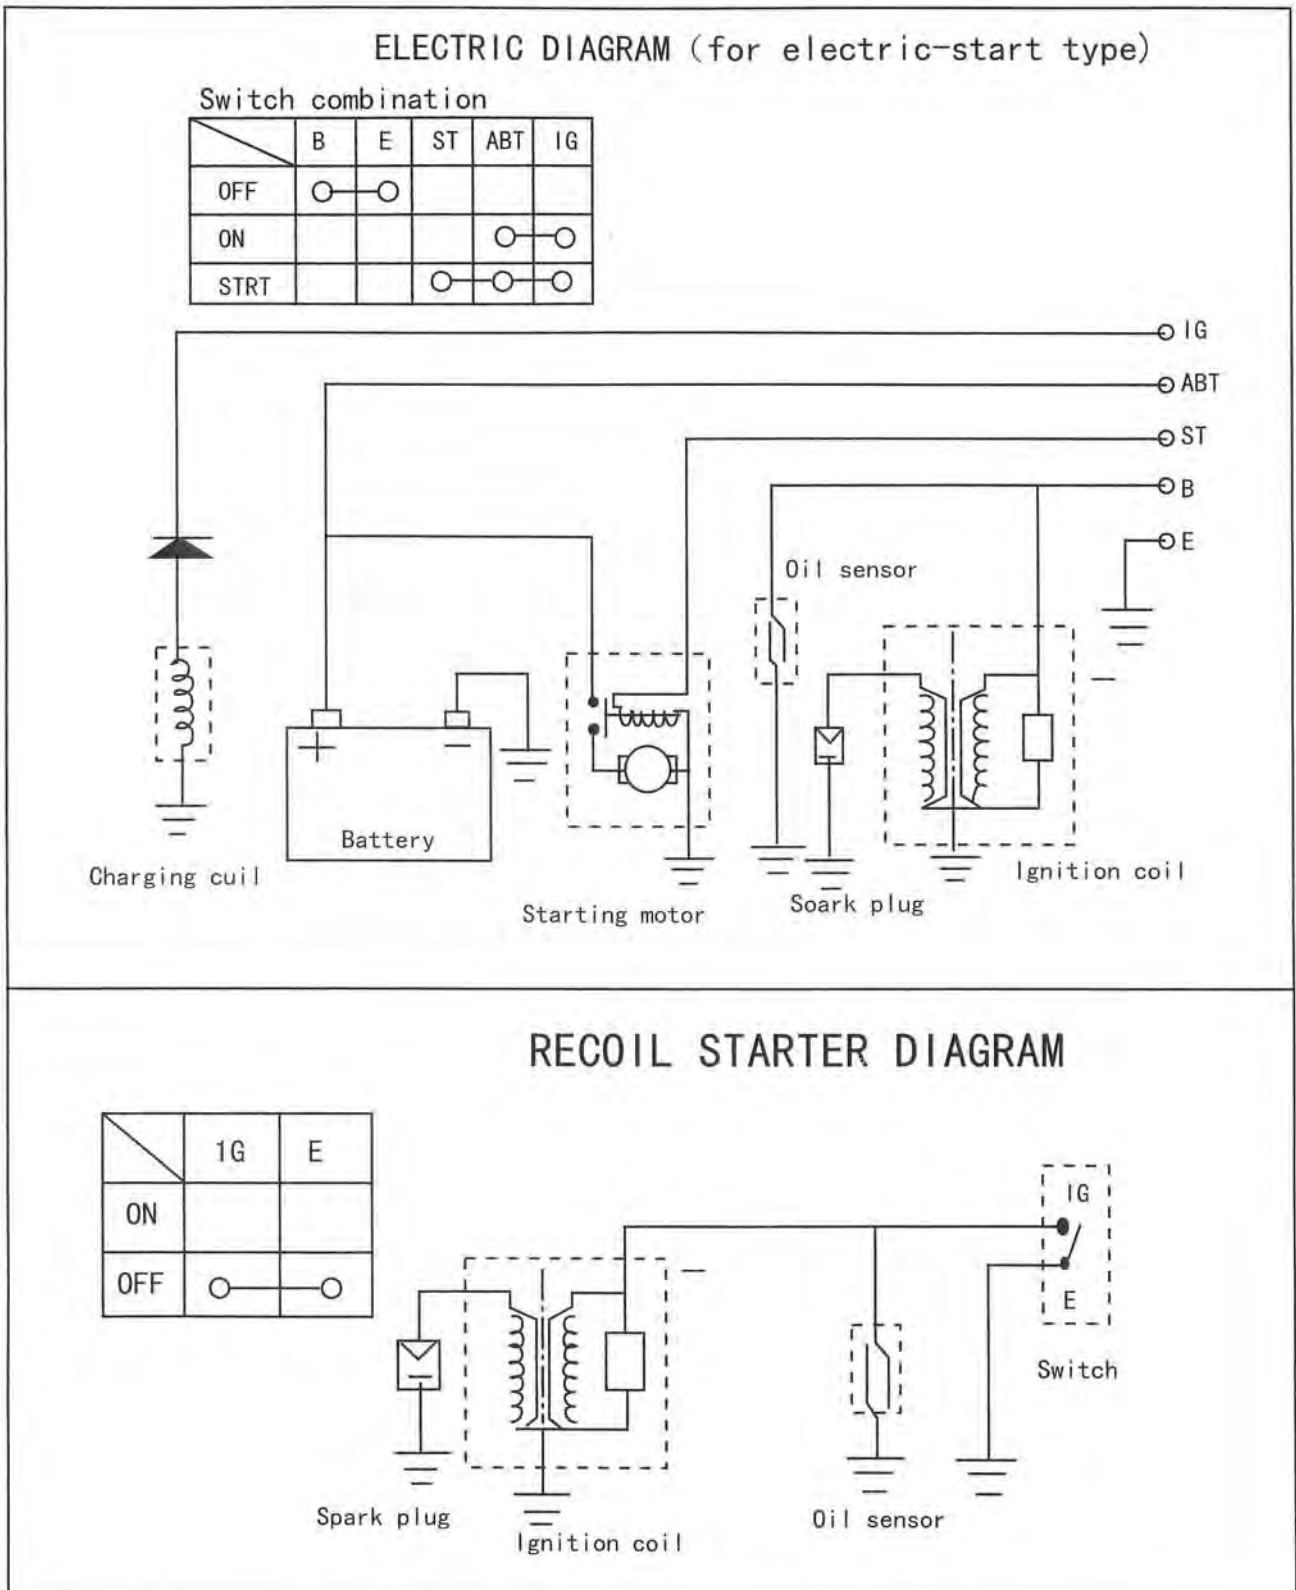 ELECTRIC DIAGRAM (for electric-start type)
Switch combination
B E ST ABT IG
OFF
ON
STRT
IG
ABT
ST
B
E
Oil sensor
+ −
Battery
Charging cuil
Starting motor
Soark plug
Ignition coil
RECOIL STARTER DIAGRAM
1G E
ON
OFF
IG
E
Switch
Spark plug
Ignition coil
Oil sensor